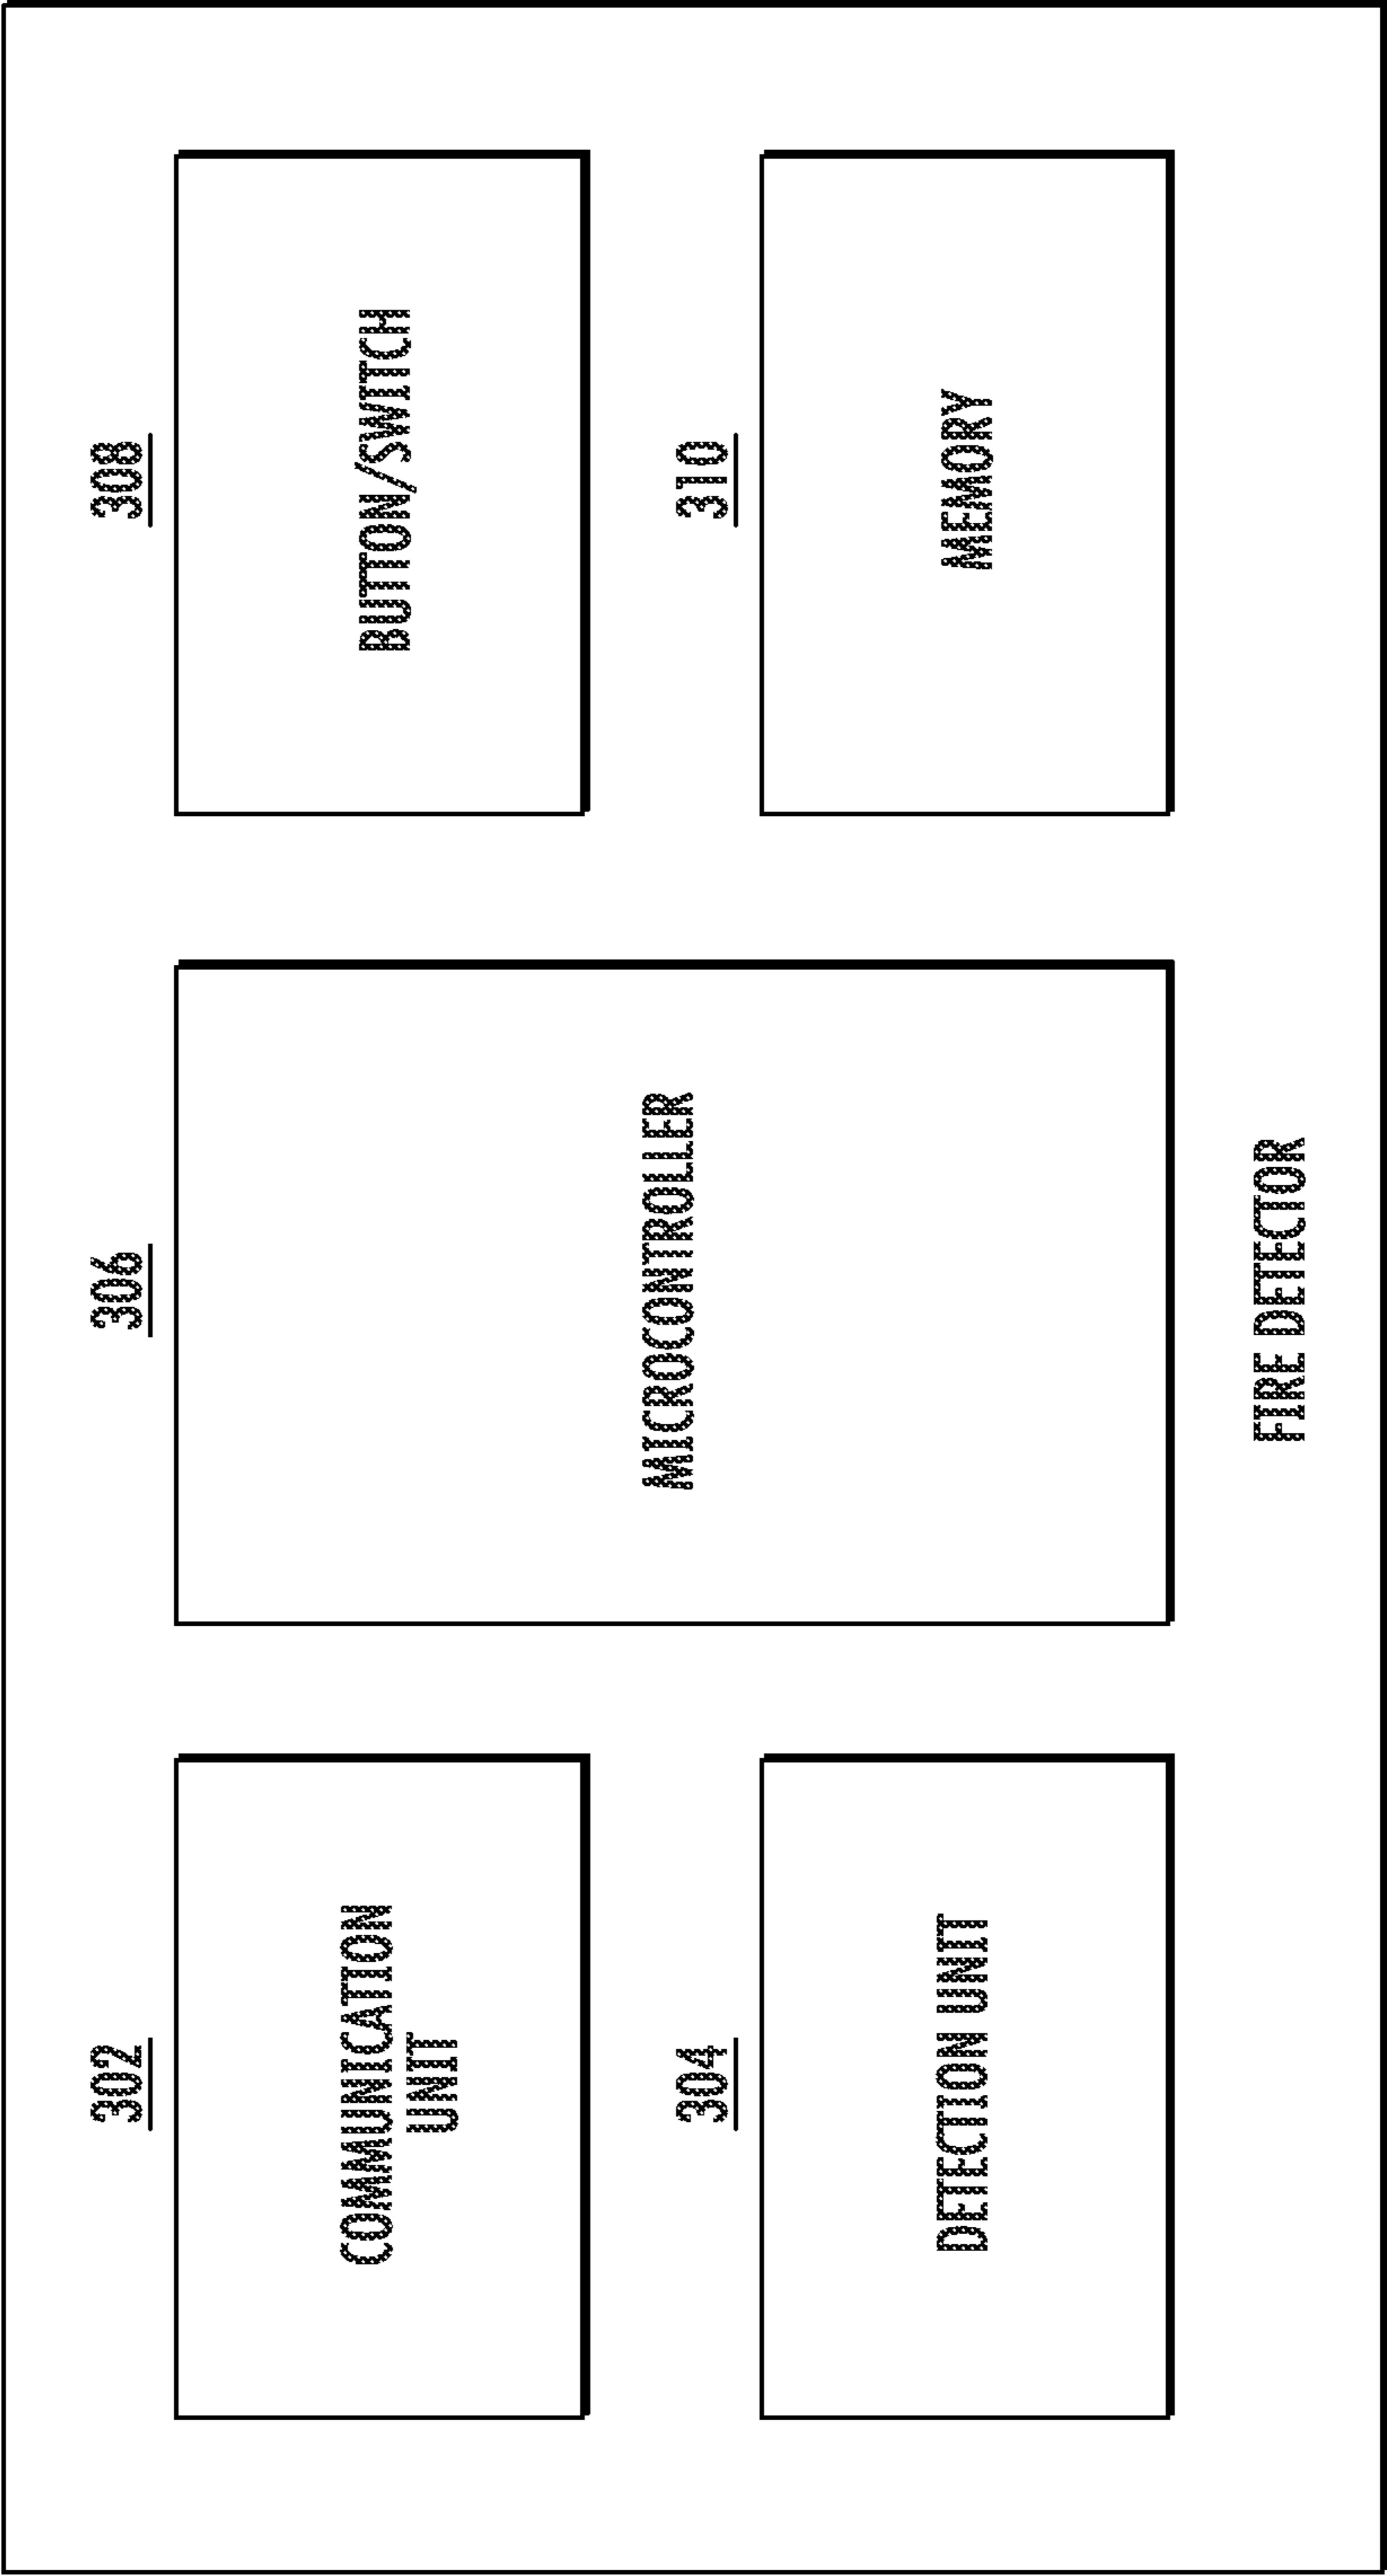 302
COMMUNICATION
UNIT
304
DETECTION UNIT
306
MICROCONTROLLER
308
BUTTON/SWITCH
310
MEMORY
FIRE DETECTOR